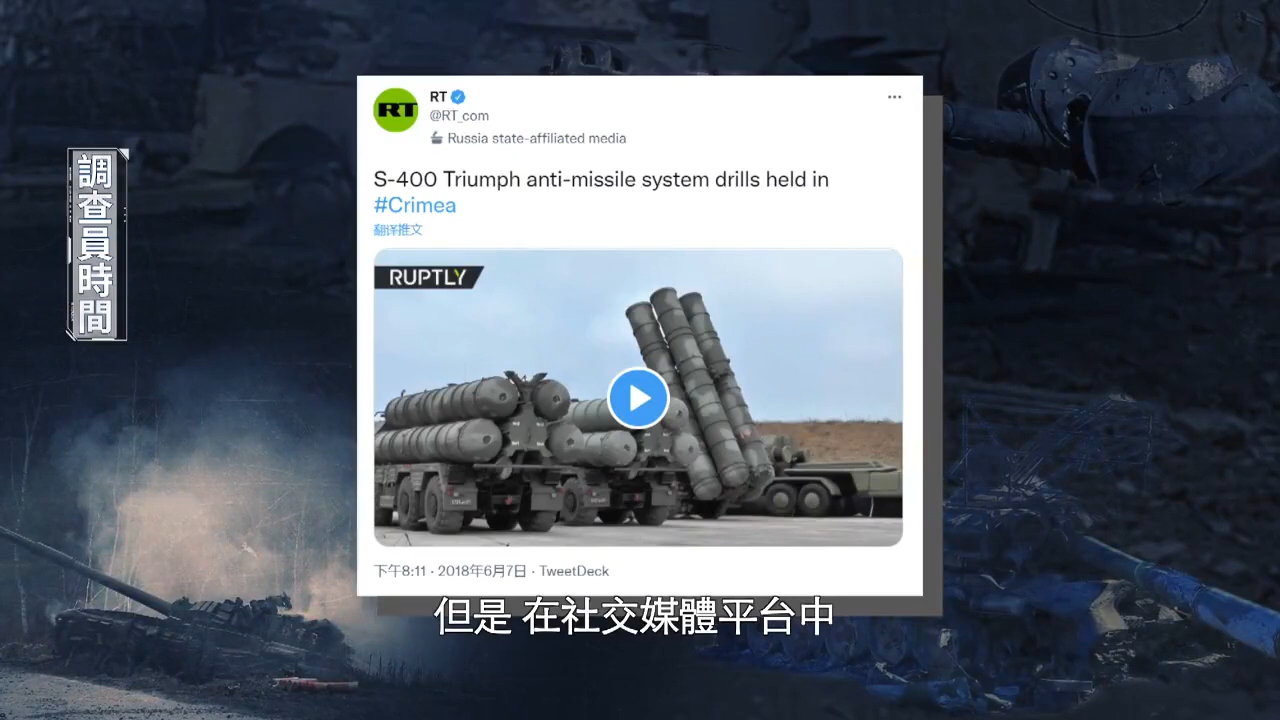 調查員時間
RT
RT
@RT_com
Russia state-affiliated media
S-400 Triumph anti-missile system drills held in
#Crimea
翻译推文
RUPTLY
下午8:11 · 2018年6月7日 · TweetDeck
但是 在社交媒體平台中